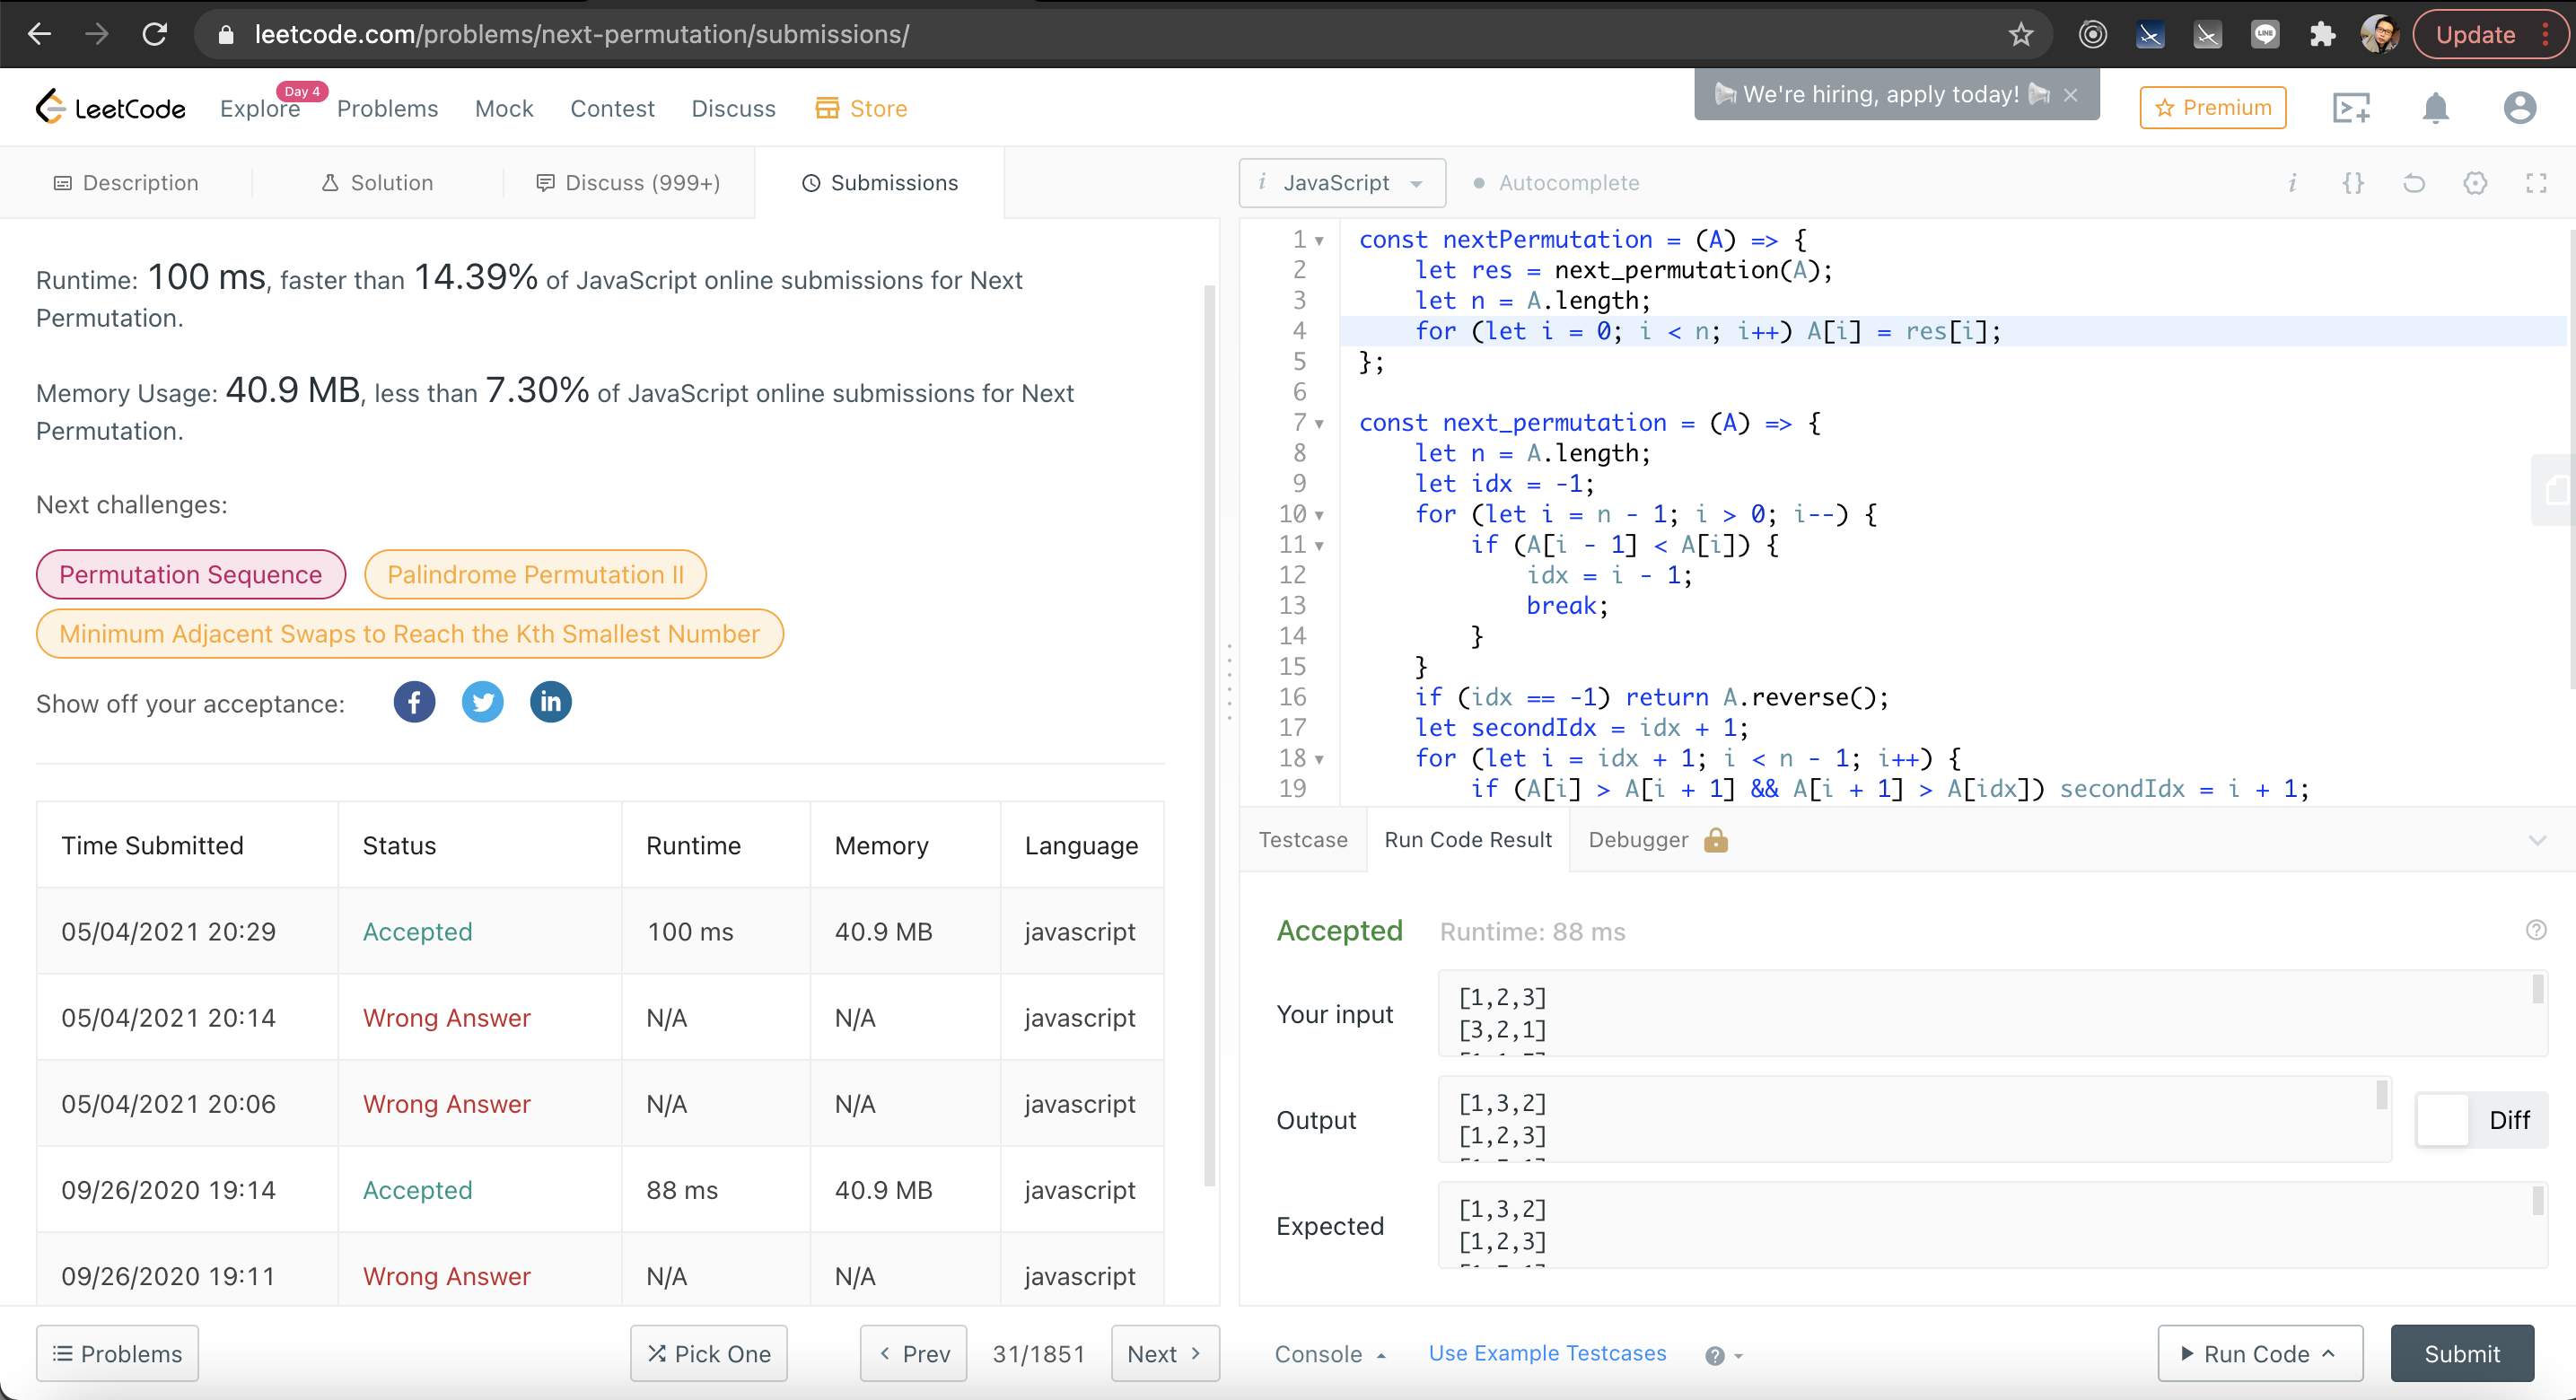 leetcode.com/problems/next-permutation/submissions/
LINE
Update
LeetCode
Explore
Day 4
Problems
Mock
Contest
Discuss
Store
We're hiring, apply today!
Premium
Description
Solution
Discuss (999+)
Submissions
Runtime: 100 ms, faster than 14.39% of JavaScript online submissions for Next
Permutation.
Memory Usage: 40.9 MB, less than 7.30% of JavaScript online submissions for Next
Permutation.
Next challenges:
Permutation Sequence
Palindrome Permutation II
Minimum Adjacent Swaps to Reach the Kth Smallest Number
Show off your acceptance:
Time Submitted Status Runtime Memory Language
05/04/2021 20:29 Accepted 100 ms 40.9 MB javascript
05/04/2021 20:14 Wrong Answer N/A N/A javascript
05/04/2021 20:06 Wrong Answer N/A N/A javascript
09/26/2020 19:14 Accepted 88 ms 40.9 MB javascript
09/26/2020 19:11 Wrong Answer N/A N/A javascript
Problems
Pick One
Prev
31/1851
Next
i JavaScript
Autocomplete
1 const nextPermutation = (A) => {
2     let res = next_permutation(A);
3     let n = A.length;
4     for (let i = 0; i < n; i++) A[i] = res[i];
5 };
6
7 const next_permutation = (A) => {
8     let n = A.length;
9     let idx = -1;
10     for (let i = n - 1; i > 0; i--) {
11         if (A[i - 1] < A[i]) {
12             idx = i - 1;
13             break;
14         }
15     }
16     if (idx == -1) return A.reverse();
17     let secondIdx = idx + 1;
18     for (let i = idx + 1; i < n - 1; i++) {
19         if (A[i] > A[i + 1] && A[i + 1] > A[idx]) secondIdx = i + 1;
Testcase
Run Code Result
Debugger
Accepted
Runtime: 88 ms
Your input
[1,2,3]
[3,2,1]
Output
[1,3,2]
[1,2,3]
Diff
Expected
[1,3,2]
[1,2,3]
Console
Use Example Testcases
Run Code
Submit